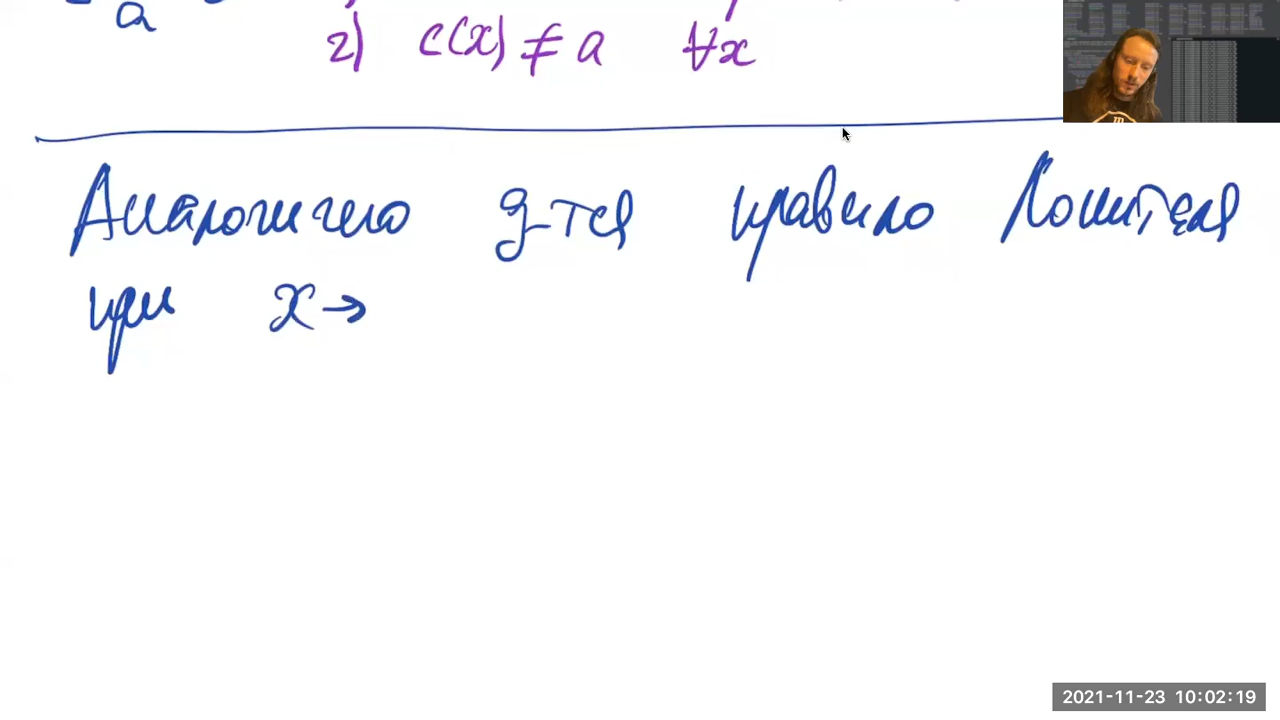 a
2) c(x) ≠ a ∀x
Аналогично д-тся правило Лопиталя
при x →
2021-11-23 10:02:19